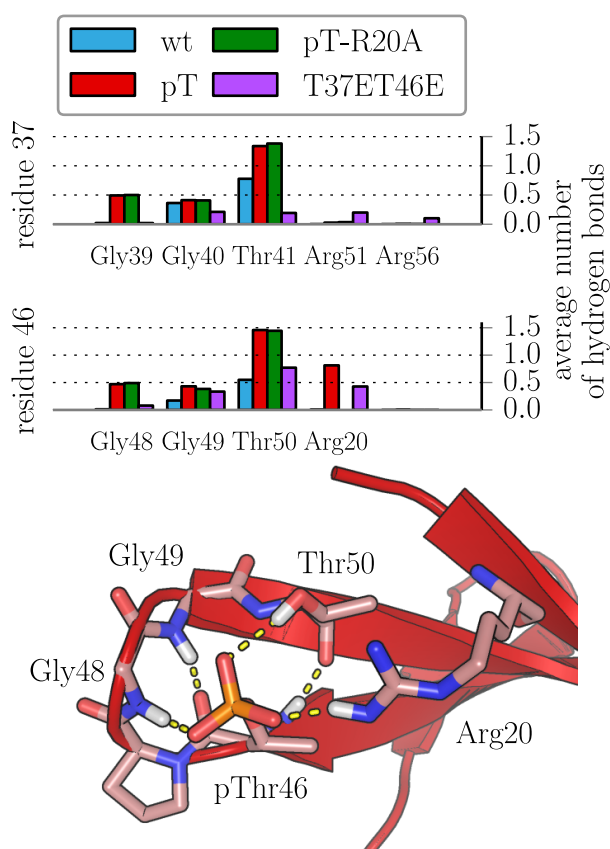 wt pT-R20A
pT T37ET46E
residue 37
1.5
1.0
0.5
0.0
Gly39 Gly40 Thr41 Arg51 Arg56
residue 46
1.5
1.0
0.5
0.0
Gly48 Gly49 Thr50 Arg20
average number
of hydrogen bonds
Gly49
Thr50
Gly48
Arg20
pThr46